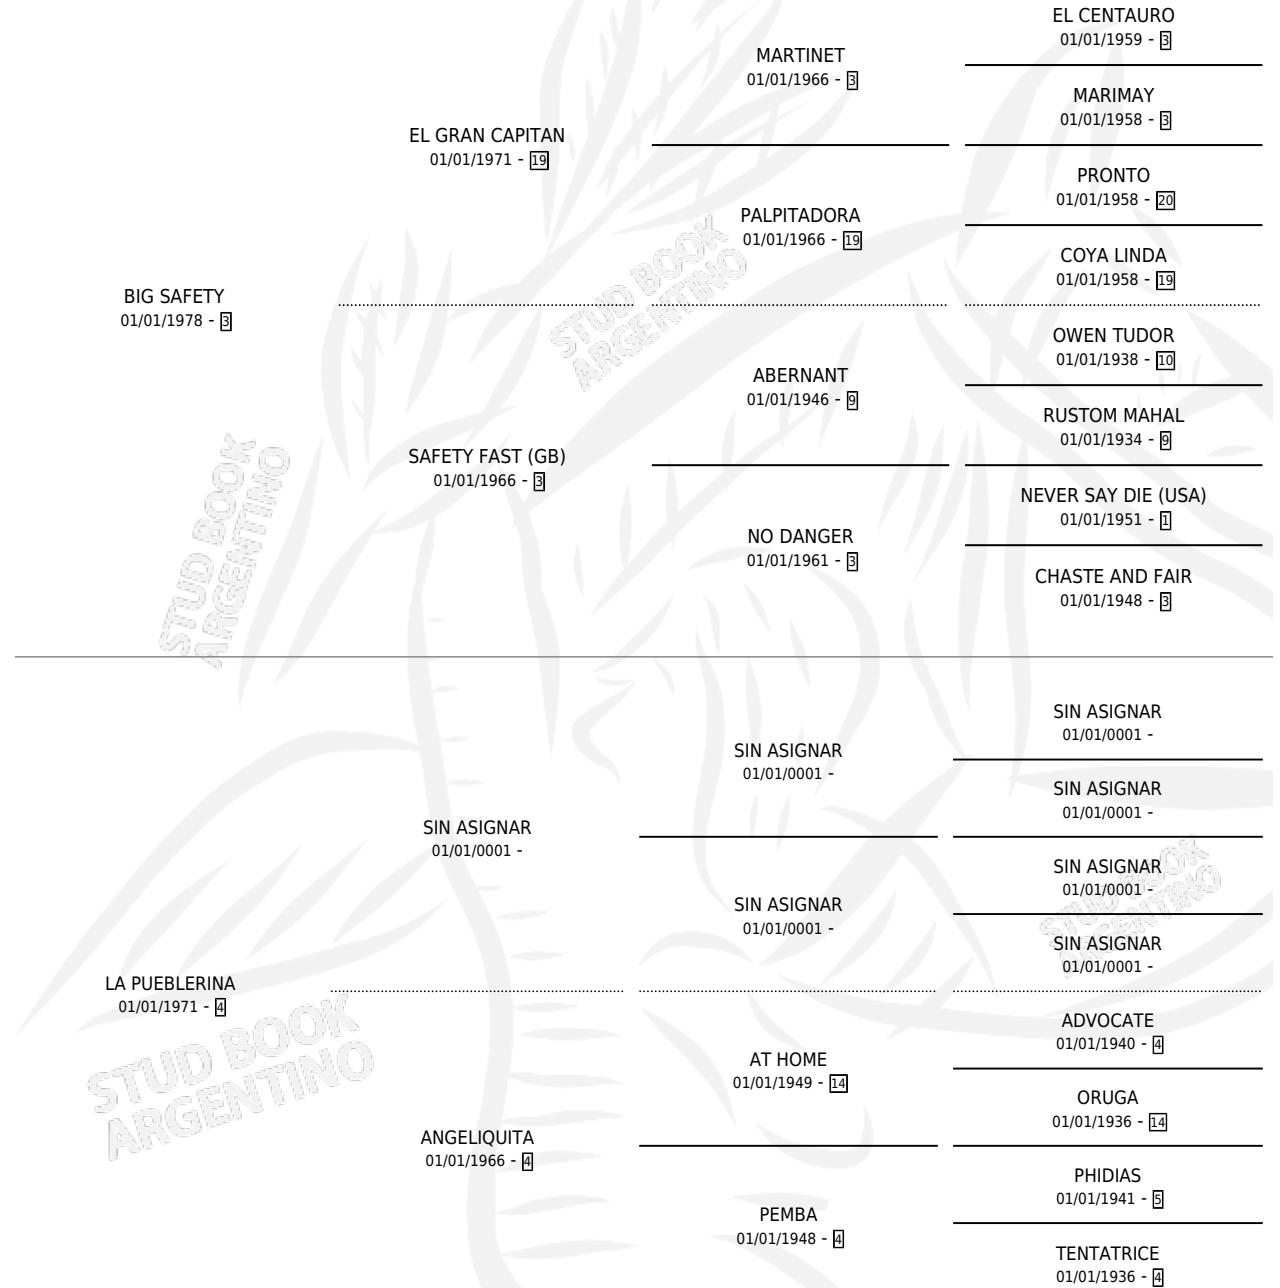 EL CENTAURO
01/01/1959 - 3
MARTINET
01/01/1966 - 3
MARIMAY
01/01/1958 - 3
EL GRAN CAPITAN
01/01/1971 - 19
PRONTO
01/01/1958 - 20
PALPITADORA
01/01/1966 - 19
COYA LINDA
01/01/1958 - 19
BIG SAFETY
01/01/1978 - 3
OWEN TUDOR
01/01/1938 - 10
ABERNANT
01/01/1946 - 9
RUSTOM MAHAL
01/01/1934 - 9
SAFETY FAST (GB)
01/01/1966 - 3
NEVER SAY DIE (USA)
01/01/1951 - 1
NO DANGER
01/01/1961 - 3
CHASTE AND FAIR
01/01/1948 - 3
STUD BOOK
ARGENTINO
STUD BOOK
ARGENTINO
SIN ASIGNAR
01/01/0001 -
SIN ASIGNAR
01/01/0001 -
SIN ASIGNAR
01/01/0001 -
SIN ASIGNAR
01/01/0001 -
SIN ASIGNAR
01/01/0001 -
SIN ASIGNAR
01/01/0001 -
SIN ASIGNAR
01/01/0001 -
LA PUEBLERINA
01/01/1971 - 4
ADVOCATE
01/01/1940 - 4
AT HOME
01/01/1949 - 14
ORUGA
01/01/1936 - 14
ANGELIQUITA
01/01/1966 - 4
PHIDIAS
01/01/1941 - 5
PEMBA
01/01/1948 - 4
TENTATRICE
01/01/1936 - 4
STUD BOOK
ARGENTINO
STUD BOOK
ARGENTINO